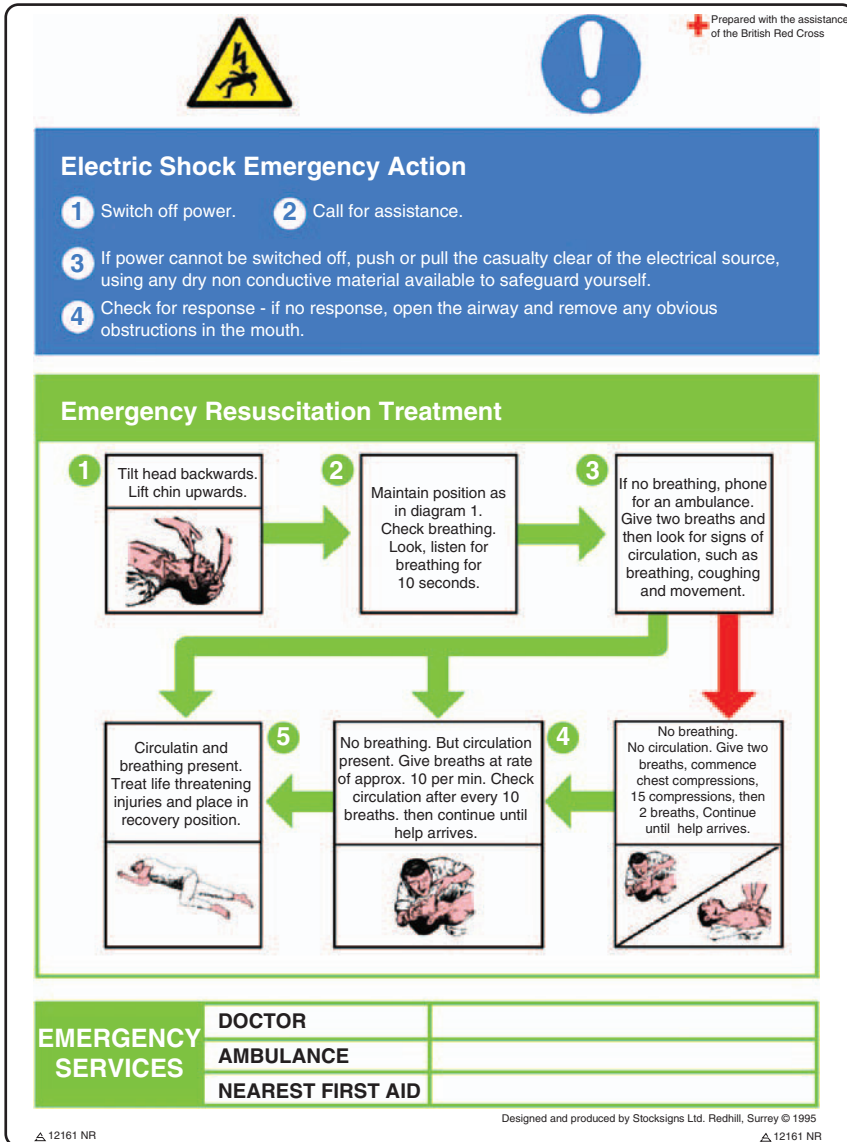 Prepared with the assistance
of the British Red Cross
Electric Shock Emergency Action
1 Switch off power.
2 Call for assistance.
3 If power cannot be switched off, push or pull the casualty clear of the electrical source,
using any dry non conductive material available to safeguard yourself.
4 Check for response - if no response, open the airway and remove any obvious
obstructions in the mouth.
Emergency Resuscitation Treatment
1
Tilt head backwards.
Lift chin upwards.
2
Maintain position as
in diagram 1.
Check breathing.
Look, listen for
breathing for
10 seconds.
3
If no breathing, phone
for an ambulance.
Give two breaths and
then look for signs of
circulation, such as
breathing, coughing
and movement.
Circulatin and
breathing present.
Treat life threatening
injuries and place in
recovery position.
5
No breathing. But circulation
present. Give breaths at rate
of approx. 10 per min. Check
circulation after every 10
breaths. then continue until
help arrives.
4
No breathing.
No circulation. Give two
breaths, commence
chest compressions,
15 compressions, then
2 breaths, Continue
until help arrives.
EMERGENCY
SERVICES
DOCTOR
AMBULANCE
NEAREST FIRST AID
Designed and produced by Stocksigns Ltd. Redhill, Surrey © 1995
12161 NR
12161 NR